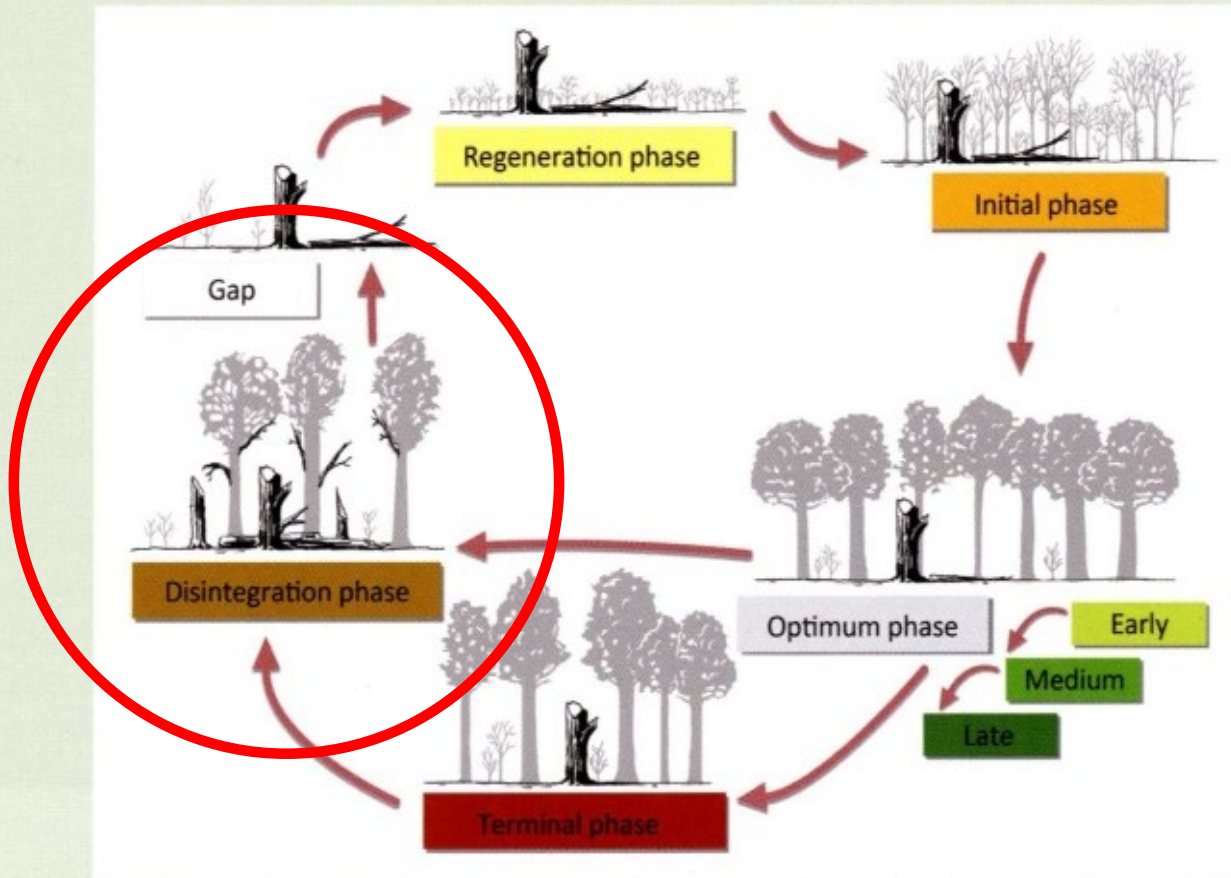 Regeneration phase
Initial phase
Gap
Disintegration phase
Optimum phase
Early
Medium
Late
Terminal phase